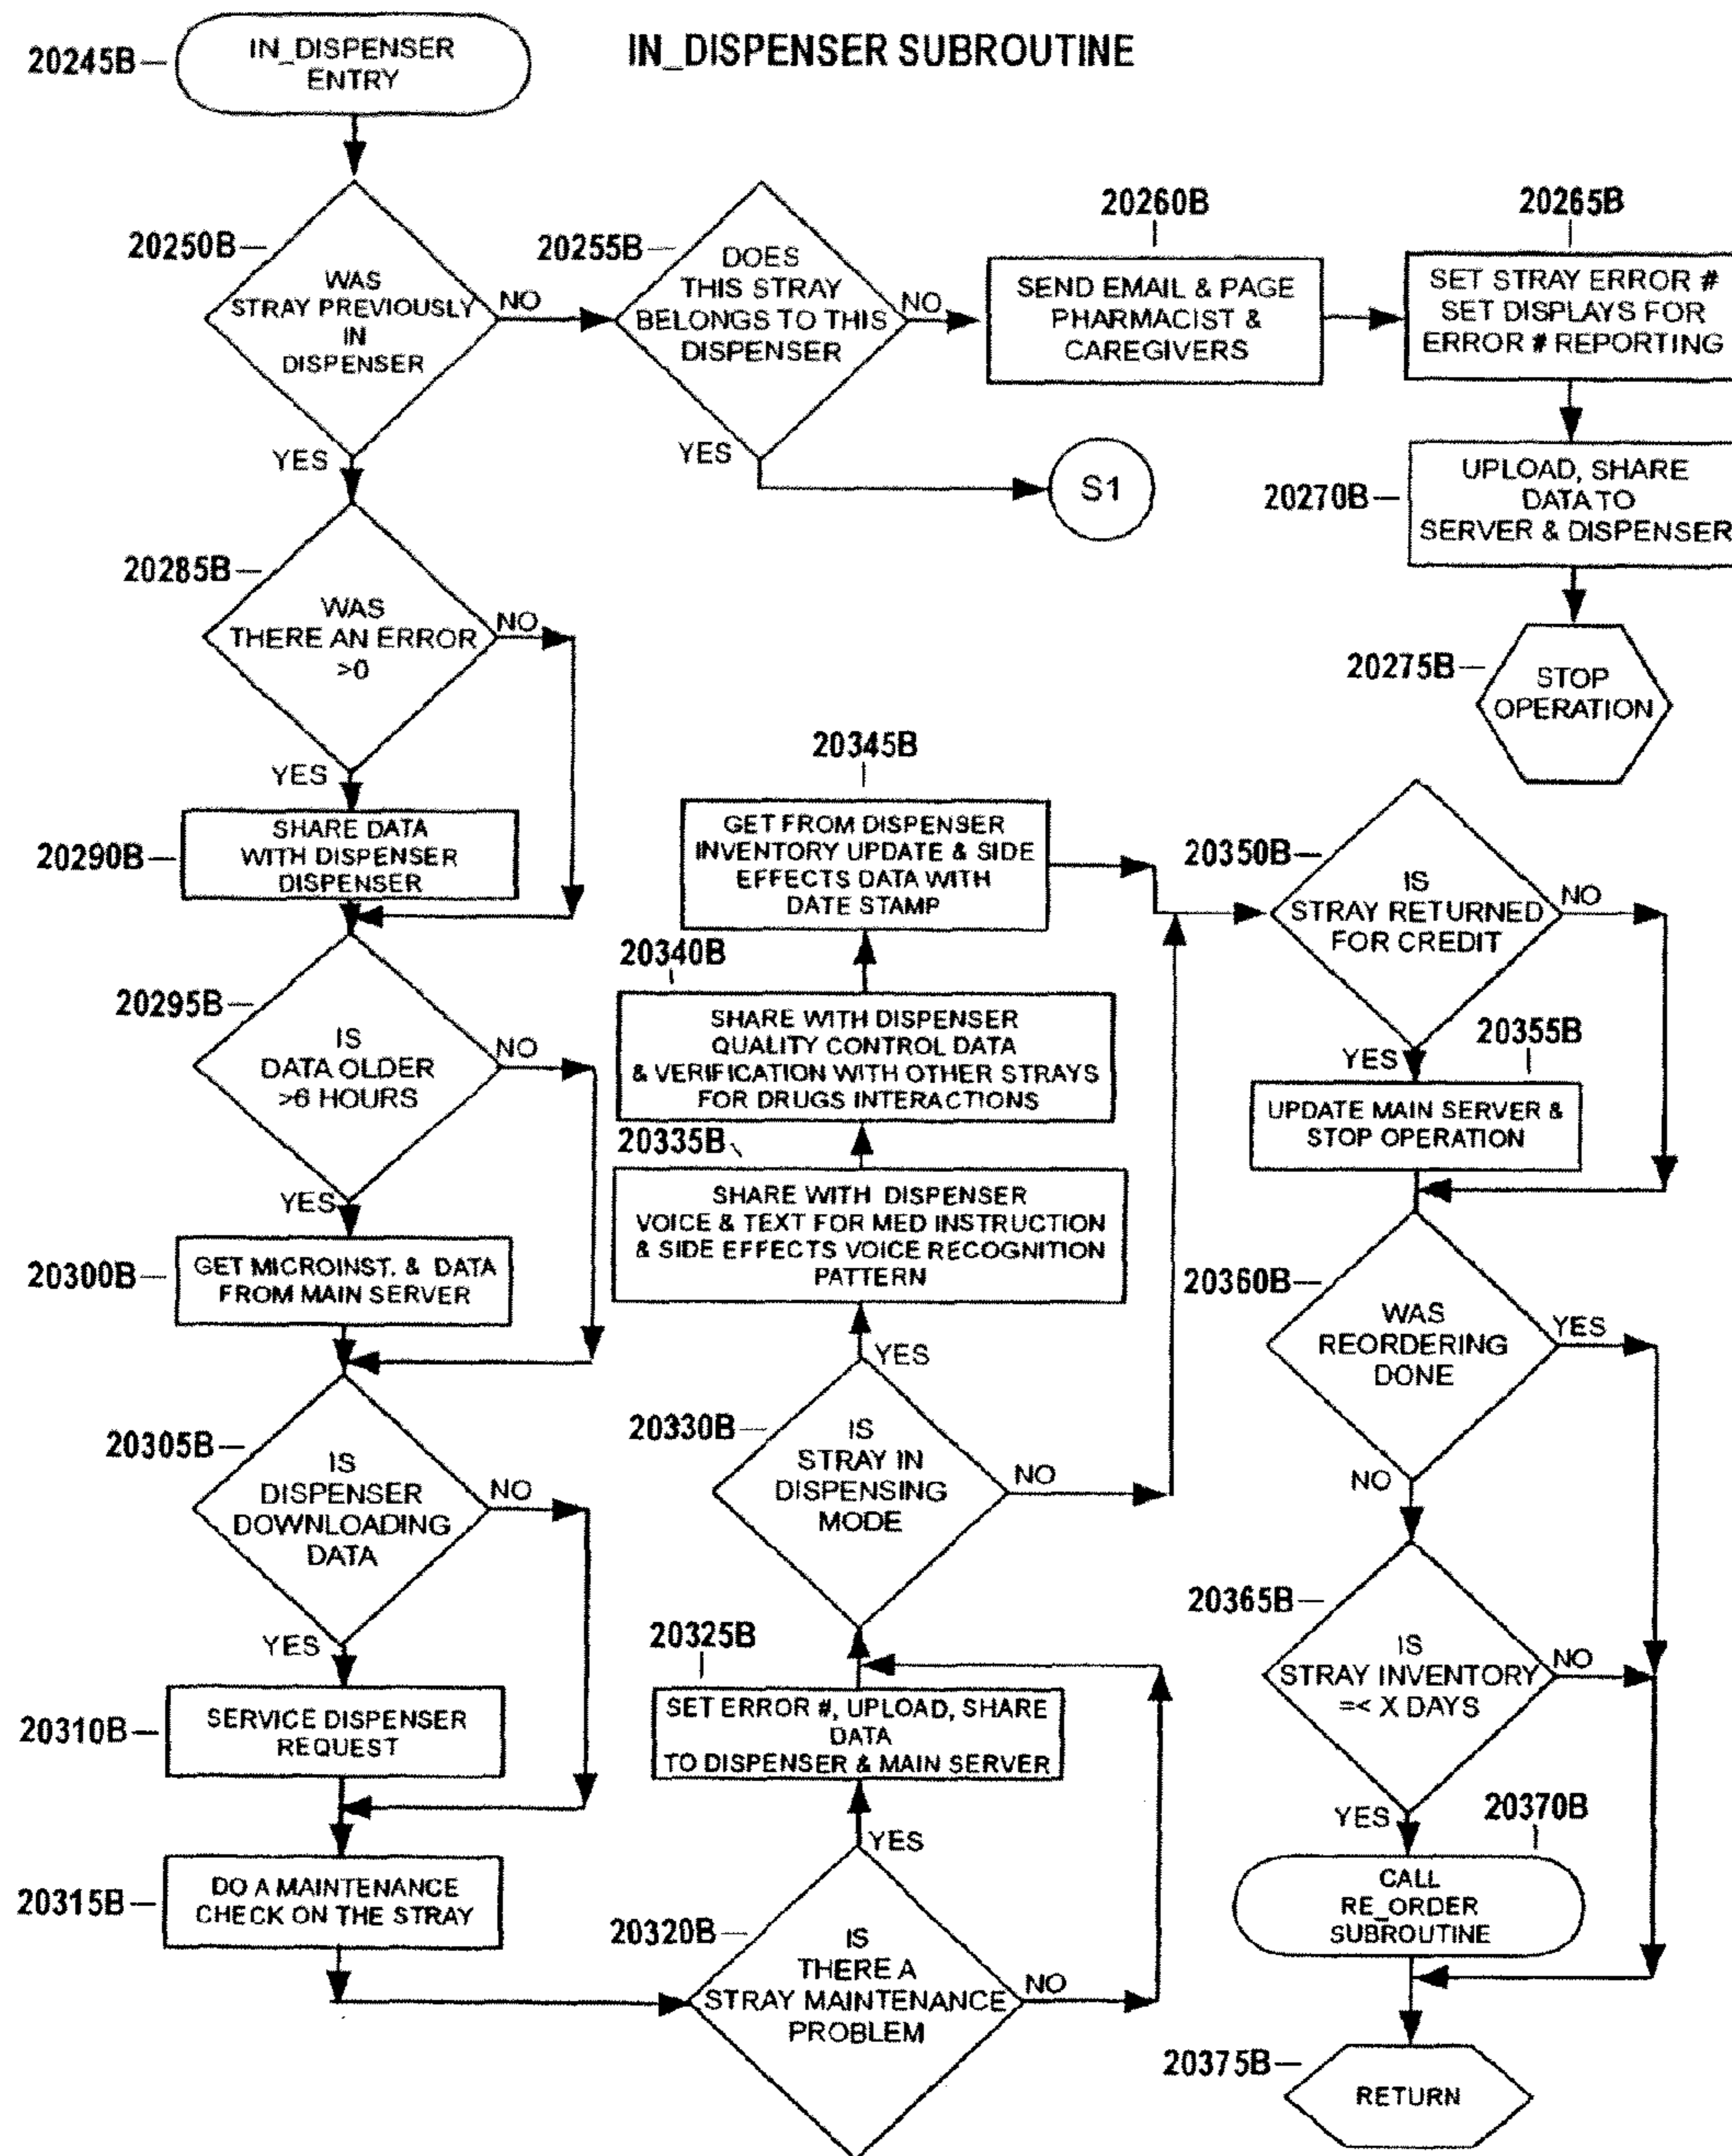 IN_DISPENSER SUBROUTINE
20245B
IN_DISPENSER
ENTRY
20250B
WAS
STRAY PREVIOUSLY
IN
DISPENSER
NO
YES
20255B
DOES
THIS STRAY
BELONGS TO THIS
DISPENSER
NO
YES
S1
20260B
SEND EMAIL & PAGE
PHARMACIST &
CAREGIVERS
20265B
SET STRAY ERROR #
SET DISPLAYS FOR
ERROR # REPORTING
20270B
UPLOAD, SHARE
DATA TO
SERVER & DISPENSER
20275B
STOP
OPERATION
20285B
WAS
THERE AN ERROR
>0
NO
YES
20290B
SHARE DATA
WITH DISPENSER
DISPENSER
20295B
IS
DATA OLDER
>6 HOURS
NO
YES
20300B
GET MICROINST. & DATA
FROM MAIN SERVER
20305B
IS
DISPENSER
DOWNLOADING
DATA
NO
YES
20310B
SERVICE DISPENSER
REQUEST
20315B
DO A MAINTENANCE
CHECK ON THE STRAY
20320B
IS
THERE A
STRAY MAINTENANCE
PROBLEM
NO
YES
20325B
SET ERROR #, UPLOAD, SHARE
DATA
TO DISPENSER & MAIN SERVER
20330B
IS
STRAY IN
DISPENSING
MODE
NO
YES
20335B
SHARE WITH DISPENSER
VOICE & TEXT FOR MED INSTRUCTION
& SIDE EFFECTS VOICE RECOGNITION
PATTERN
20340B
SHARE WITH DISPENSER
QUALITY CONTROL DATA
& VERIFICATION WITH OTHER STRAYS
FOR DRUGS INTERACTIONS
20345B
GET FROM DISPENSER
INVENTORY UPDATE & SIDE
EFFECTS DATA WITH
DATE STAMP
20350B
IS
STRAY RETURNED
FOR CREDIT
NO
YES
20355B
UPDATE MAIN SERVER &
STOP OPERATION
20360B
WAS
REORDERING
DONE
YES
NO
20365B
IS
STRAY INVENTORY
=< X DAYS
NO
YES
20370B
CALL
RE_ORDER
SUBROUTINE
20375B
RETURN